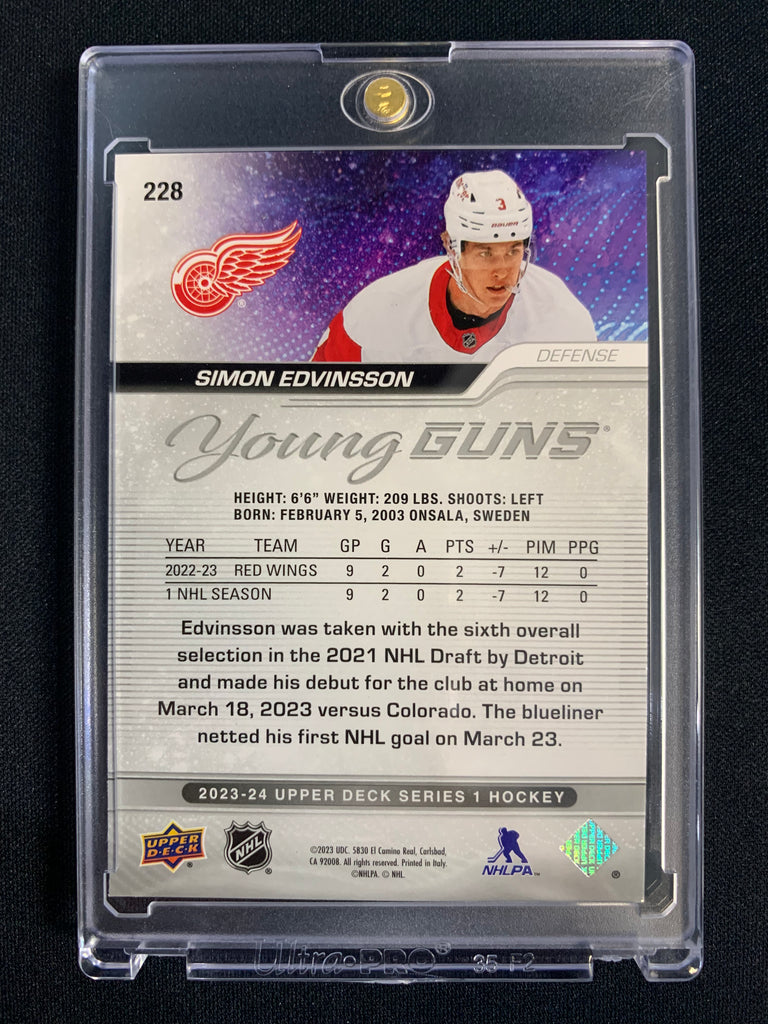 228
3
BAUER
DEFENSE
SIMON EDVINSSON
Young GUNS®
HEIGHT: 6'6" WEIGHT: 209 LBS. SHOOTS: LEFT
BORN: FEBRUARY 5, 2003 ONSALA, SWEDEN
YEAR TEAM GP G A PTS +/- PIM PPG
2022-23 RED WINGS 9 2 0 2 -7 12 0
1 NHL SEASON 9 2 0 2 -7 12 0
Edvinsson was taken with the sixth overall
selection in the 2021 NHL Draft by Detroit
and made his debut for the club at home on
March 18, 2023 versus Colorado. The blueliner
netted his first NHL goal on March 23.
2023-24 UPPER DECK SERIES 1 HOCKEY
UPPER D·E·C·K ®
NHL ®
©2023 UDC. 5830 El Camino Real, Carlsbad,
CA 92008. All rights reserved. Printed in Italy.
©NHLPA. © NHL.
NHLPA™
®
Ultra·PRO® 35 F2